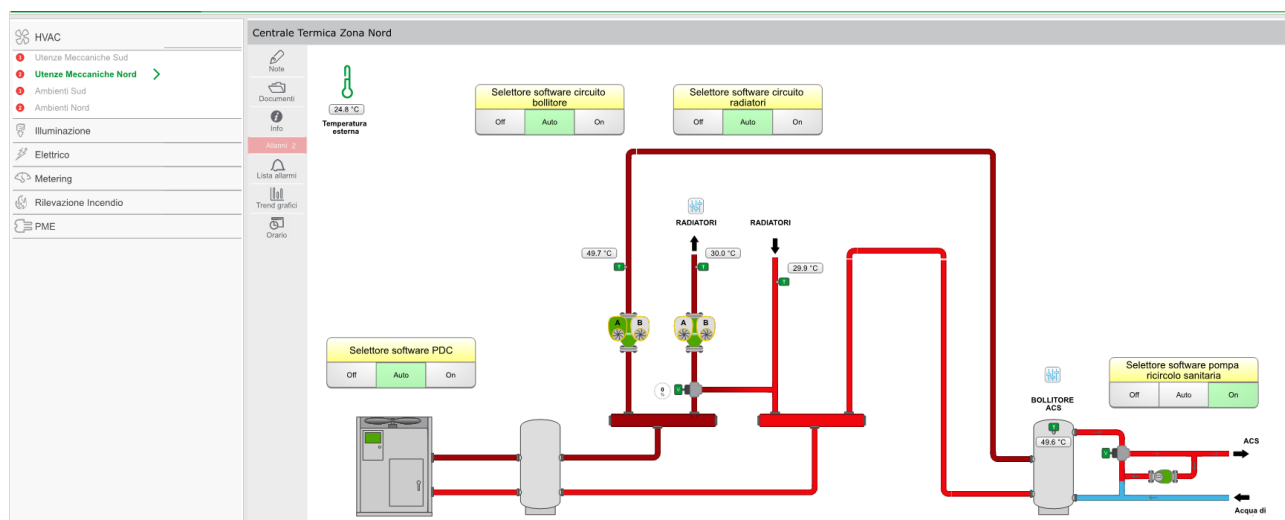 HVAC
1 Utenze Meccaniche Sud
2 Utenze Meccaniche Nord
3 Ambienti Sud
2 Ambienti Nord
Illuminazione
Elettrico
Metering
Rilevazione Incendio
PME
Centrale Termica Zona Nord
Note
Documenti
Info
Allarmi 2
Lista allarmi
Trend grafici
Orario
24.8 °C
Temperatura
esterna
Selettore software circuito
bollitore
Off Auto On
Selettore software circuito
radiatori
Off Auto On
RADIATORI
RADIATORI
49.7 °C
30.0 °C
29.9 °C
T
T
T
A B
A B
Selettore software PDC
Off Auto On
0
%
V
BOLLITORE
ACS
T
49.6 °C
V
Selettore software pompa
ricircolo sanitaria
Off Auto On
ACS
Acqua di